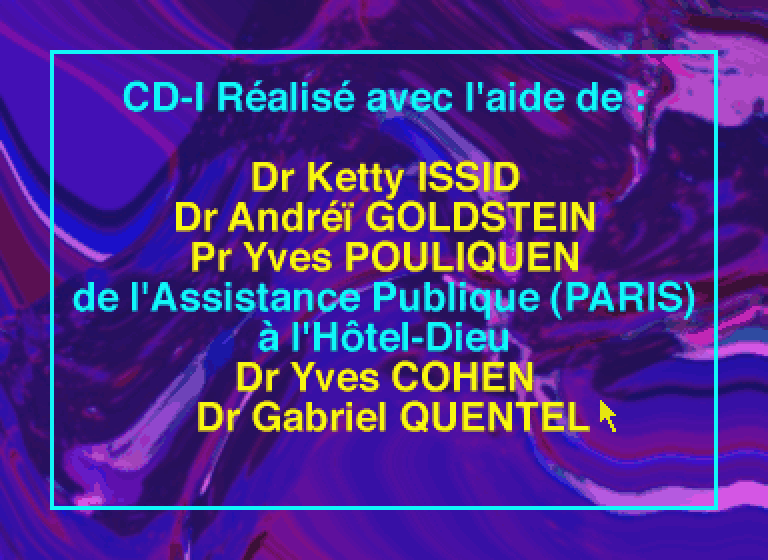 CD-I Réalisé avec l'aide de :
Dr Ketty ISSID
Dr Andréï GOLDSTEIN
Pr Yves POULIQUEN
de l'Assistance Publique (PARIS)
à l'Hôtel-Dieu
Dr Yves COHEN
Dr Gabriel QUENTEL